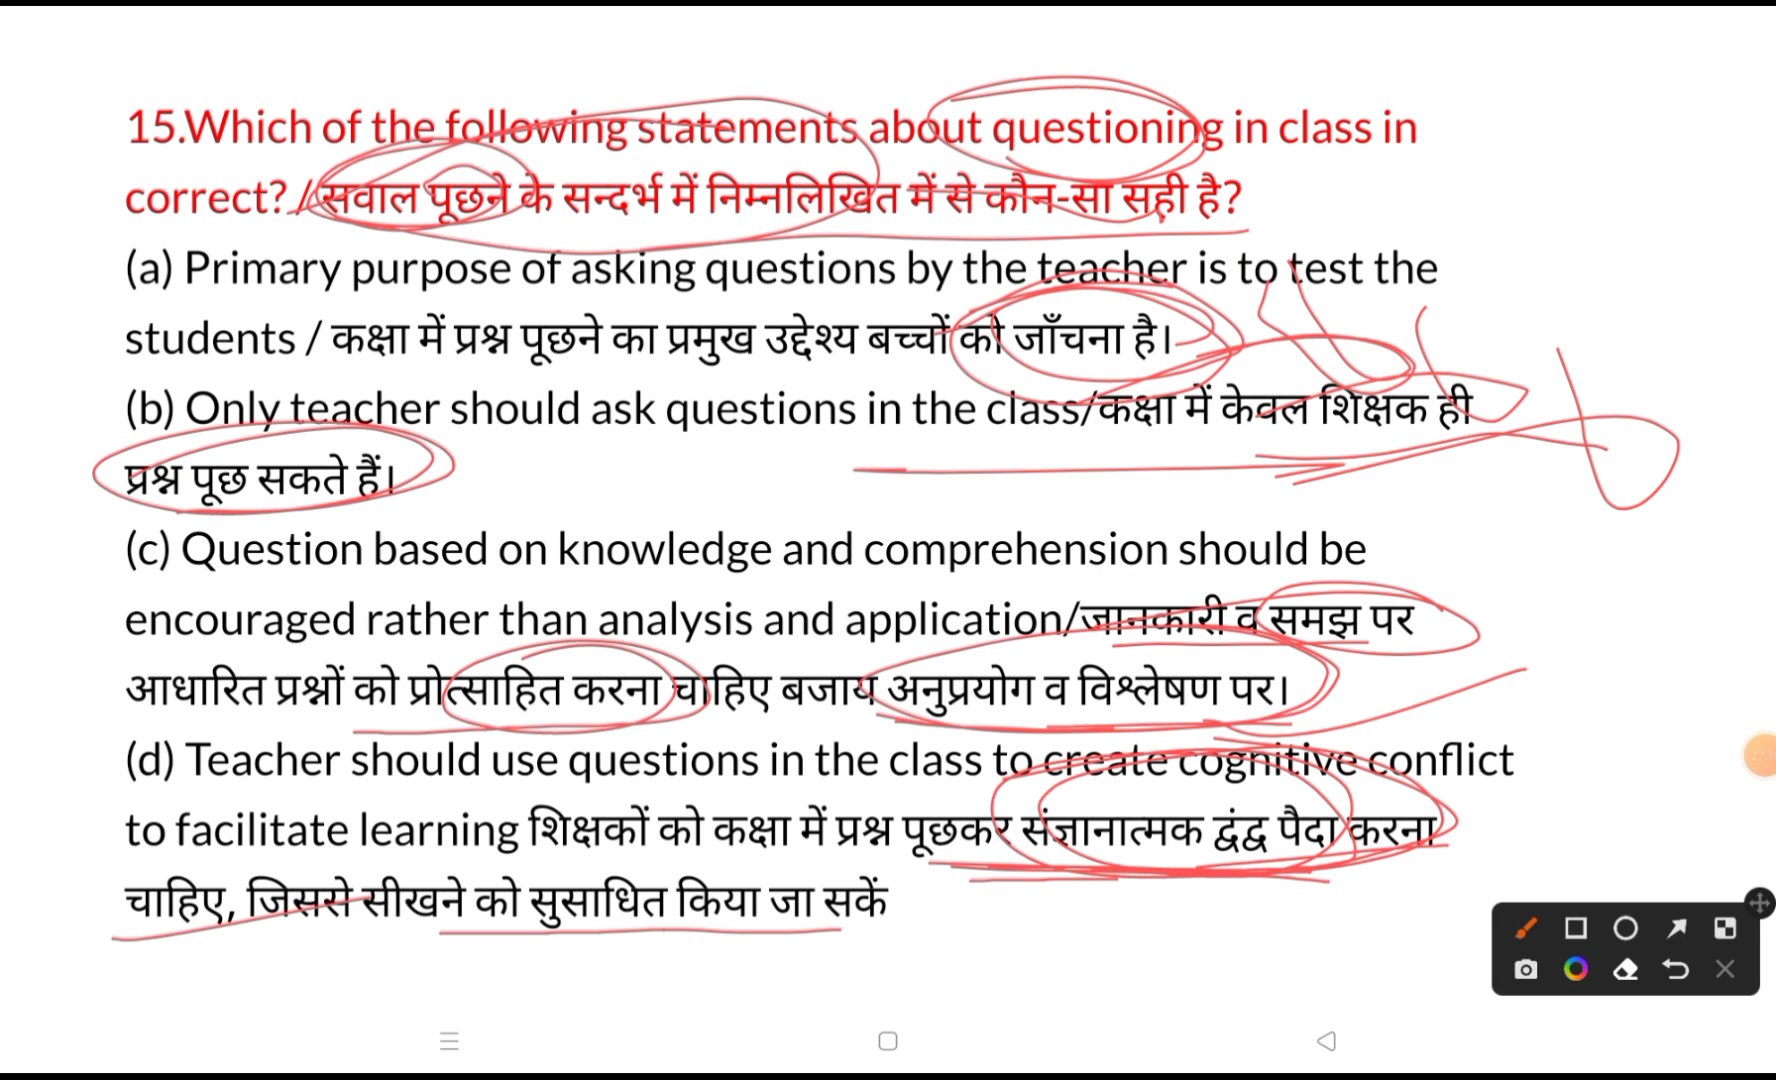 15.Which of the following statements about questioning in class in
correct? /सवाल पूछने के सन्दर्भ में निम्नलिखित में से कौन-सा सही है?
(a) Primary purpose of asking questions by the teacher is to test the
students / कक्षा में प्रश्न पूछने का प्रमुख उद्देश्य बच्चों को जाँचना है।
(b) Only teacher should ask questions in the class/कक्षा में केवल शिक्षक ही
प्रश्न पूछ सकते हैं।
(c) Question based on knowledge and comprehension should be
encouraged rather than analysis and application/जानकारी व समझ पर
आधारित प्रश्नों को प्रोत्साहित करना चाहिए बजाय अनुप्रयोग व विश्लेषण पर।
(d) Teacher should use questions in the class to create cognitive conflict
to facilitate learning शिक्षकों को कक्षा में प्रश्न पूछकर संज्ञानात्मक द्वंद्व पैदा करना
चाहिए, जिससे सीखने को सुसाधित किया जा सकें